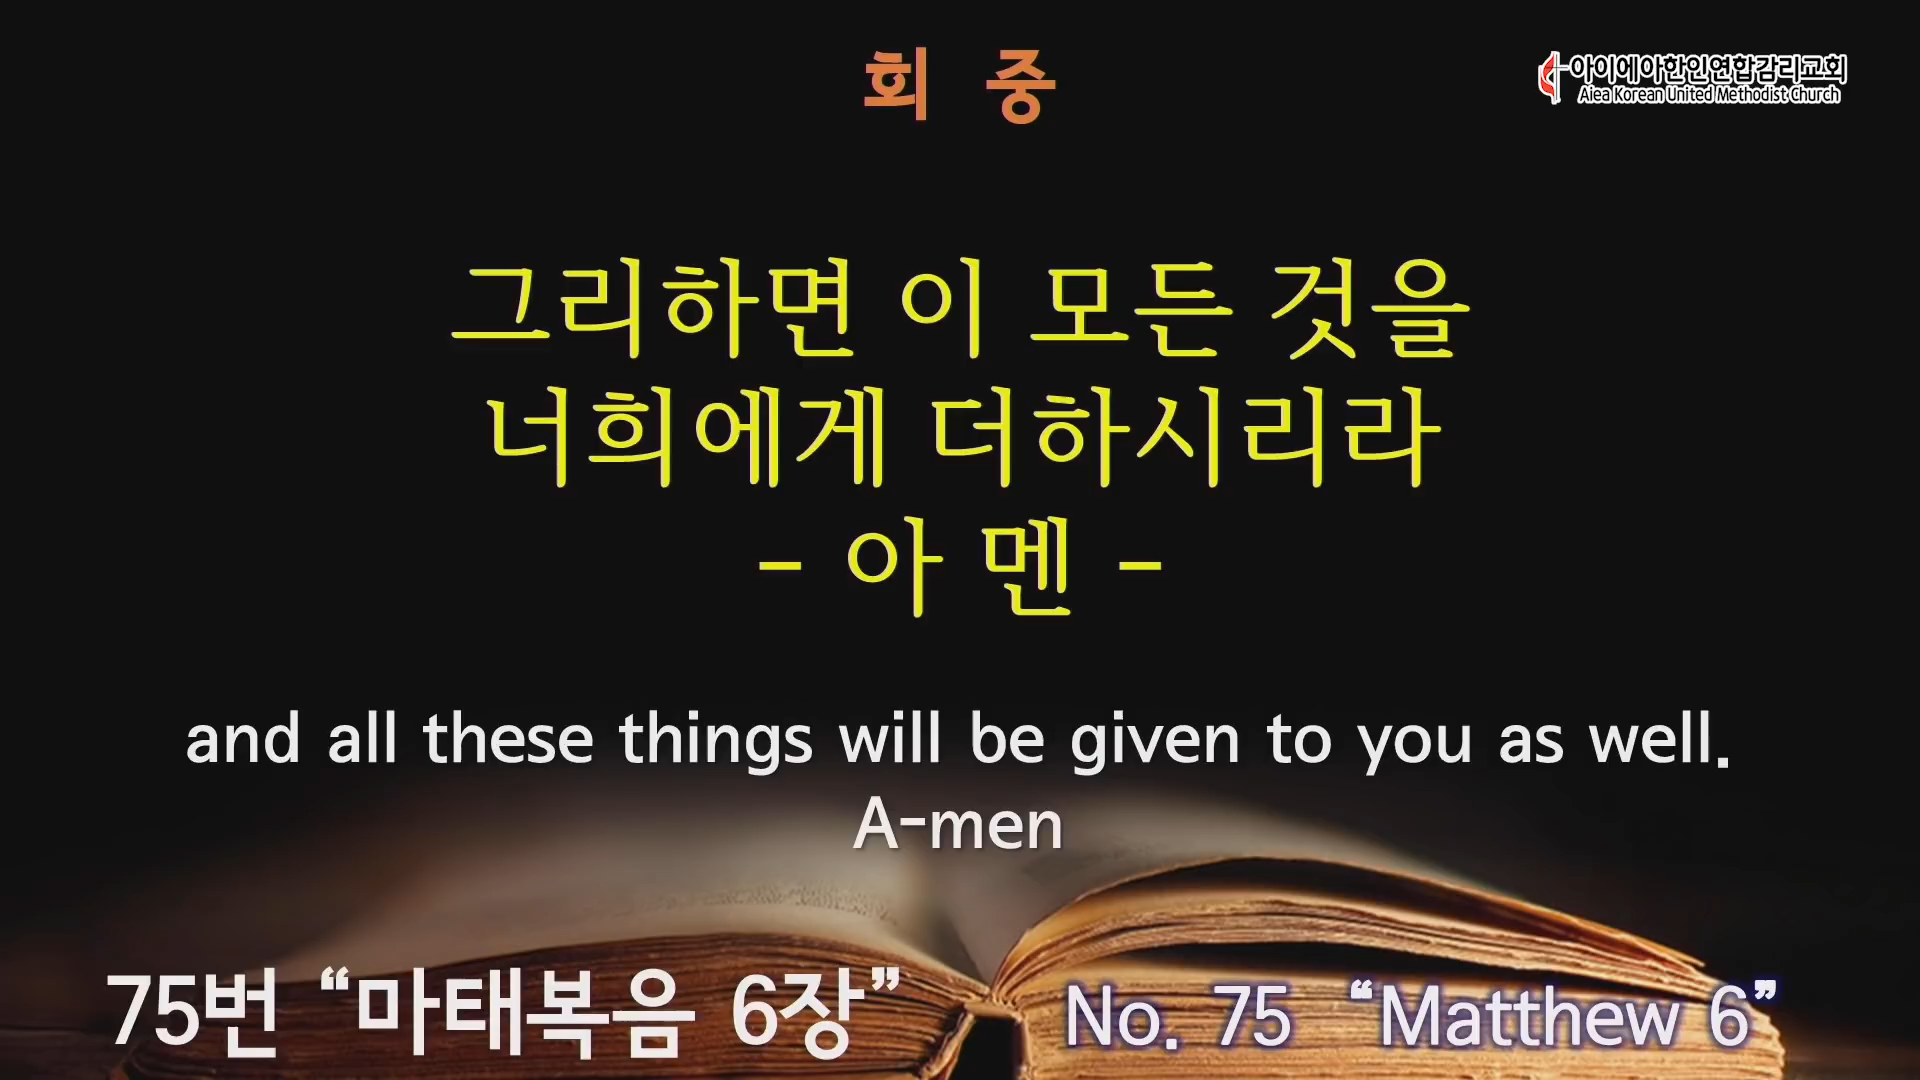 회 중
아이에아한인연합감리교회
Aiea Korean United Methodist Church
그리하면 이 모든 것을
너희에게 더하시리라
- 아 멘 -
and all these things will be given to you as well.
A-men
75번 “마태복음 6장”
No. 75 “Matthew 6”